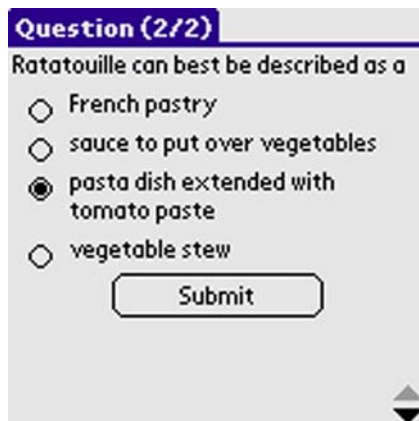 Question (2/2)
Ratatouille can best be described as a
French pastry
sauce to put over vegetables
pasta dish extended with
tomato paste
vegetable stew
Submit